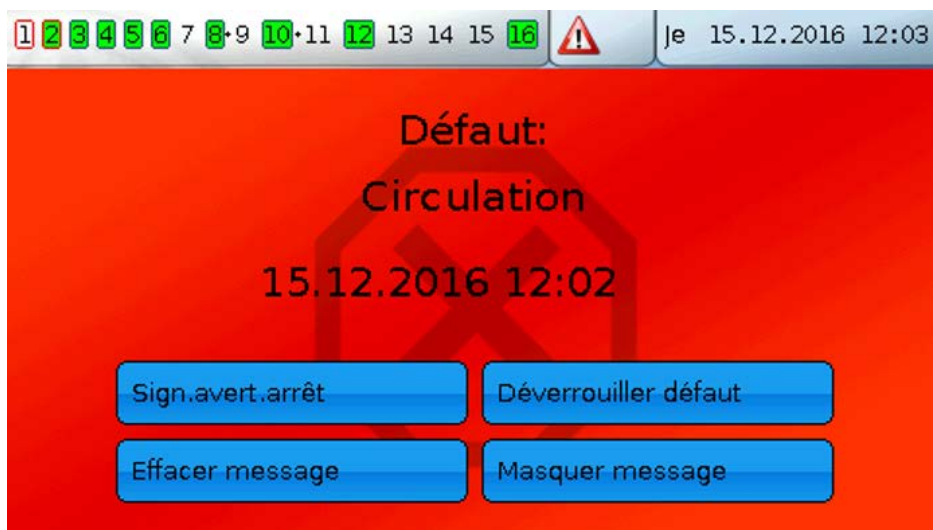 1 2 3 4 5 6 7 8·9 10·11 12 13 14 15 16 Je 15.12.2016 12:03
Défaut:
Circulation
15.12.2016 12:02
Sign.avert.arrêt Déverrouiller défaut
Effacer message Masquer message